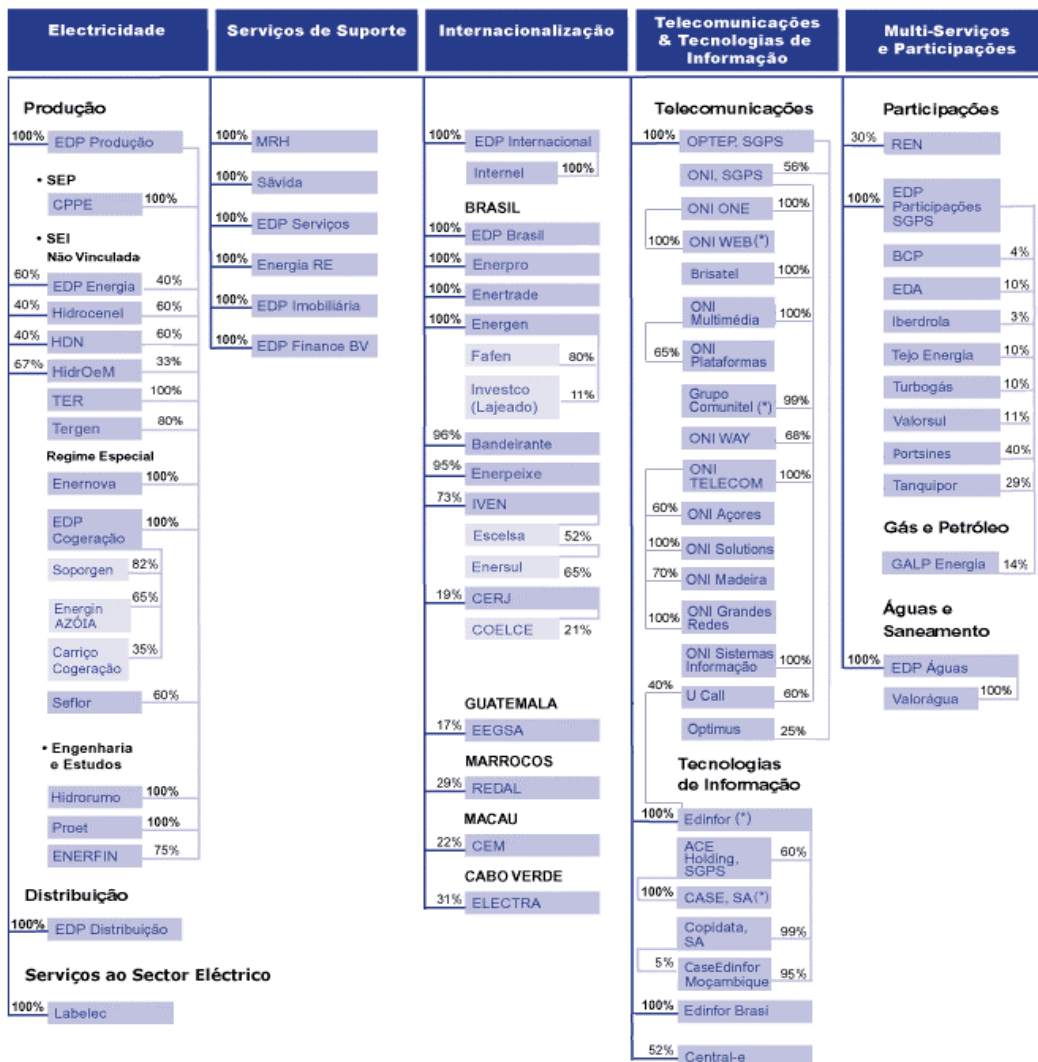 Electricidade
Serviços de Suporte
Internacionalização
Telecomunicações
& Tecnologias de
Informação
Multi-Serviços
e Participações
Produção
100% EDP Produção
• SEP
CPPE 100%
• SEI
Não Vinculada
60% EDP Energia 40%
40% Hidrocenel 60%
40% HDN 60%
67% HidrOeM 33%
TER 100%
Tergen 80%
Regime Especial
Enernova 100%
EDP
Cogeração 100%
Soporgen 82%
Energin
AZÓIA 65%
Carriço
Cogeração 35%
Seflor 60%
• Engenharia
e Estudos
Hidrorumo 100%
Proet 100%
ENERFIN 75%
Distribuição
100% EDP Distribuição
Serviços ao Sector Eléctrico
100% Labelec
100% MRH
100% Sãvida
100% EDP Serviços
100% Energia RE
100% EDP Imobiliária
100% EDP Finance BV
100% EDP Internacional
Internel 100%
BRASIL
100% EDP Brasil
100% Enerpro
100% Enertrade
100% Energen
Fafen 80%
Investco
(Lajeado) 11%
96% Bandeirante
95% Enerpeixe
73% IVEN
Escelsa 52%
Enersul 65%
19% CERJ
COELCE 21%
GUATEMALA
17% EEGSA
MARROCOS
29% REDAL
MACAU
22% CEM
CABO VERDE
31% ELECTRA
Telecomunicações
100% OPTEP, SGPS
ONI, SGPS 56%
ONI ONE 100%
100% ONI WEB(*)
Brisatel 100%
ONI
Multimédia 100%
65% ONI
Plataformas
Grupo
Comunitel (*) 99%
ONI WAY 68%
ONI
TELECOM 100%
60% ONI Açores
100% ONI Solutions
70% ONI Madeira
100% ONI Grandes
Redes
ONI Sistemas
Informação 100%
40% U Call 60%
Optimus 25%
Tecnologias
de Informação
100% Edinfor (*)
ACE
Holding,
SGPS 60%
100% CASE, SA(*)
Copidata,
SA 99%
5% CaseEdinfor
Moçambique 95%
100% Edinfor Brasi
52% Central-e
Participações
30% REN
100% EDP
Participações
SGPS
BCP 4%
EDA 10%
Iberdrola 3%
Tejo Energia 10%
Turbogás 10%
Valorsul 11%
Portsines 40%
Tanquipor 29%
Gás e Petróleo
GALP Energia 14%
Águas e
Saneamento
100% EDP Águas
Valorágua 100%